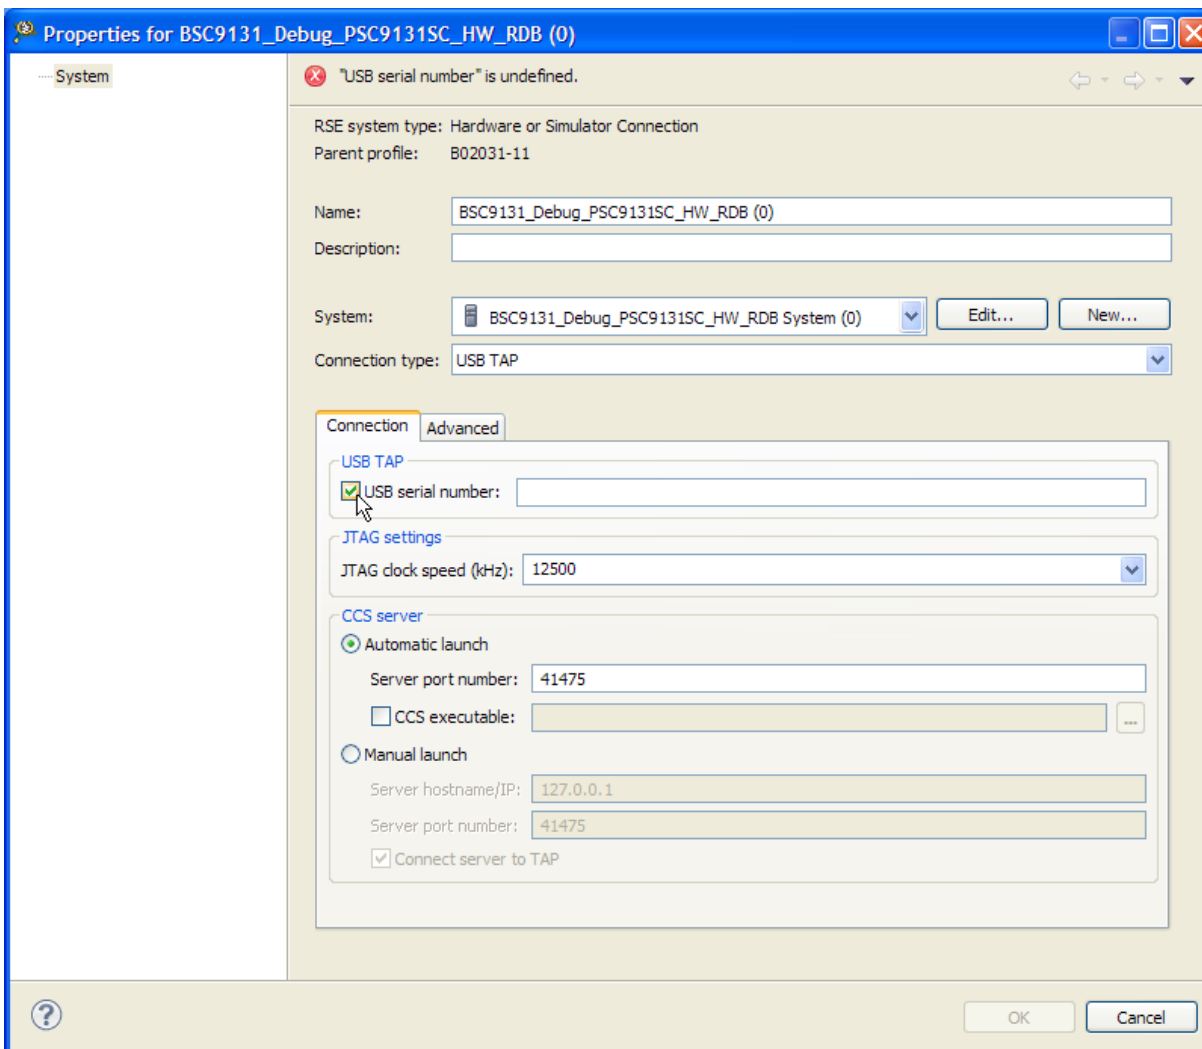 Properties for BSC9131_Debug_PSC9131SC_HW_RDB (0)
System
"USB serial number" is undefined.
RSE system type: Hardware or Simulator Connection
Parent profile: B02031-11
Name: BSC9131_Debug_PSC9131SC_HW_RDB (0)
Description:
System: BSC9131_Debug_PSC9131SC_HW_RDB System (0) Edit... New...
Connection type: USB TAP
Connection Advanced
USB TAP
USB serial number:
JTAG settings
JTAG clock speed (kHz): 12500
CCS server
Automatic launch
Server port number: 41475
CCS executable: ...
Manual launch
Server hostname/IP: 127.0.0.1
Server port number: 41475
Connect server to TAP
? OK Cancel